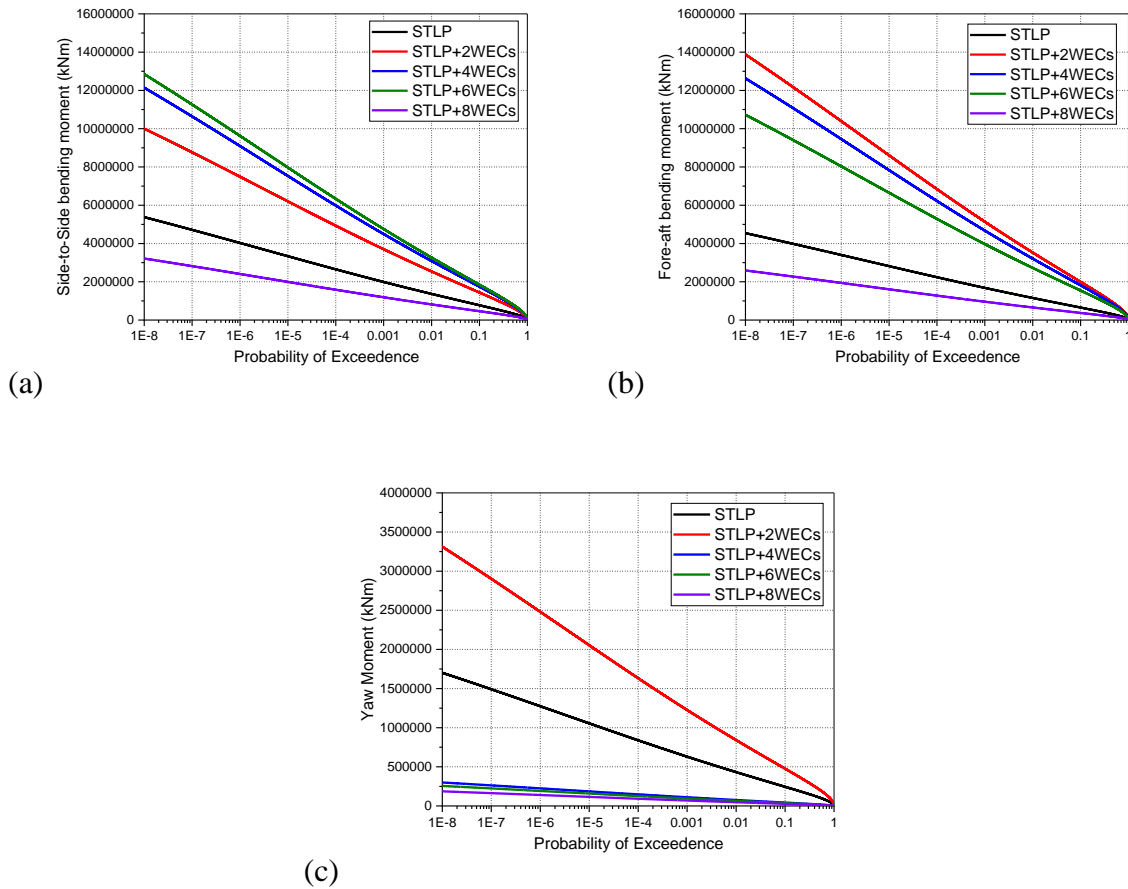 16000000
14000000
12000000
10000000
8000000
6000000
4000000
2000000
0
Side-to-Side bending moment (kNm)
STLP
STLP+2WECs
STLP+4WECs
STLP+6WECs
STLP+8WECs
1E-8 1E-7 1E-6 1E-5 1E-4 0.001 0.01 0.1 1
Probability of Exceedence
(a)
16000000
14000000
12000000
10000000
8000000
6000000
4000000
2000000
0
Fore-aft bending moment (kNm)
STLP
STLP+2WECs
STLP+4WECs
STLP+6WECs
STLP+8WECs
1E-8 1E-7 1E-6 1E-5 1E-4 0.001 0.01 0.1 1
Probability of Exceedence
(b)
4000000
3500000
3000000
2500000
2000000
1500000
1000000
500000
0
Yaw Moment (kNm)
STLP
STLP+2WECs
STLP+4WECs
STLP+6WECs
STLP+8WECs
1E-8 1E-7 1E-6 1E-5 1E-4 0.001 0.01 0.1 1
Probability of Exceedence
(c)